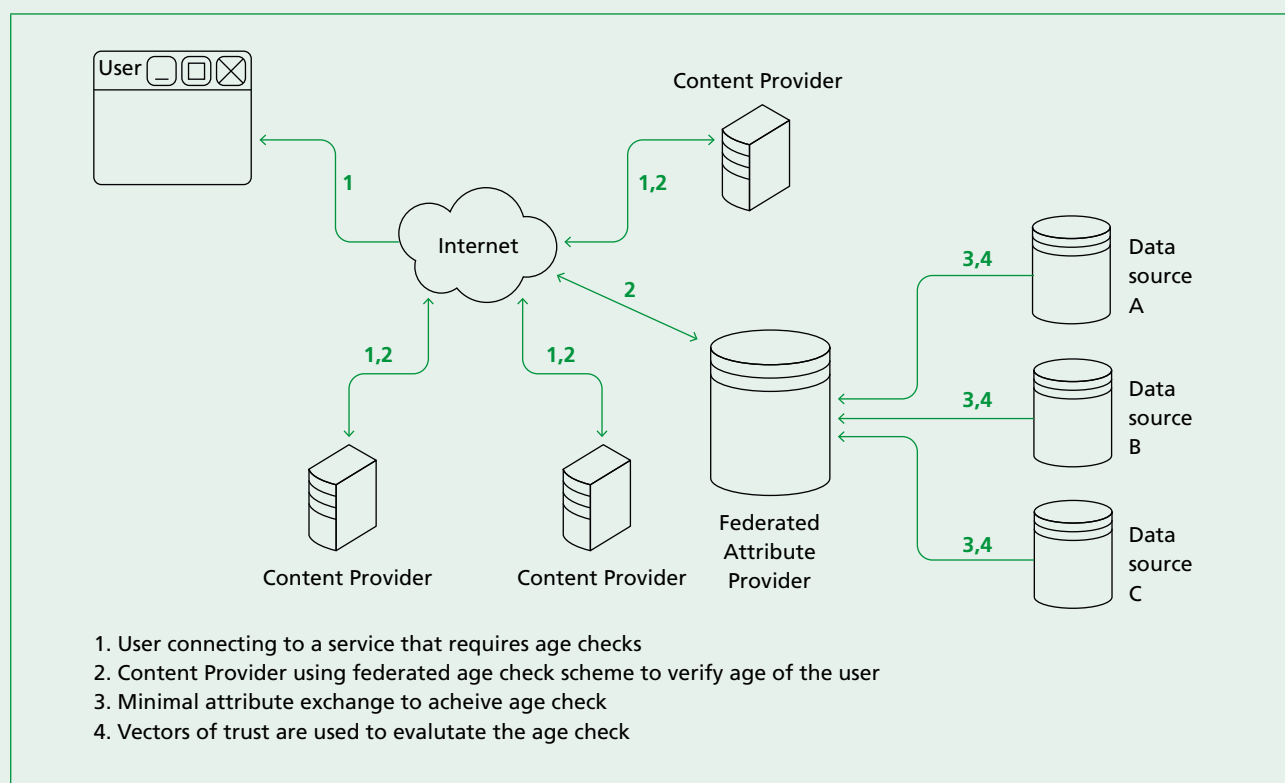 User
Content Provider
1
1,2
Internet
2
3,4
Data
source
A
1,2
1,2
3,4
Data
source
B
Content Provider
Content Provider
Federated
Attribute
Provider
3,4
Data
source
C
1. User connecting to a service that requires age checks
2. Content Provider using federated age check scheme to verify age of the user
3. Minimal attribute exchange to acheive age check
4. Vectors of trust are used to evalutate the age check